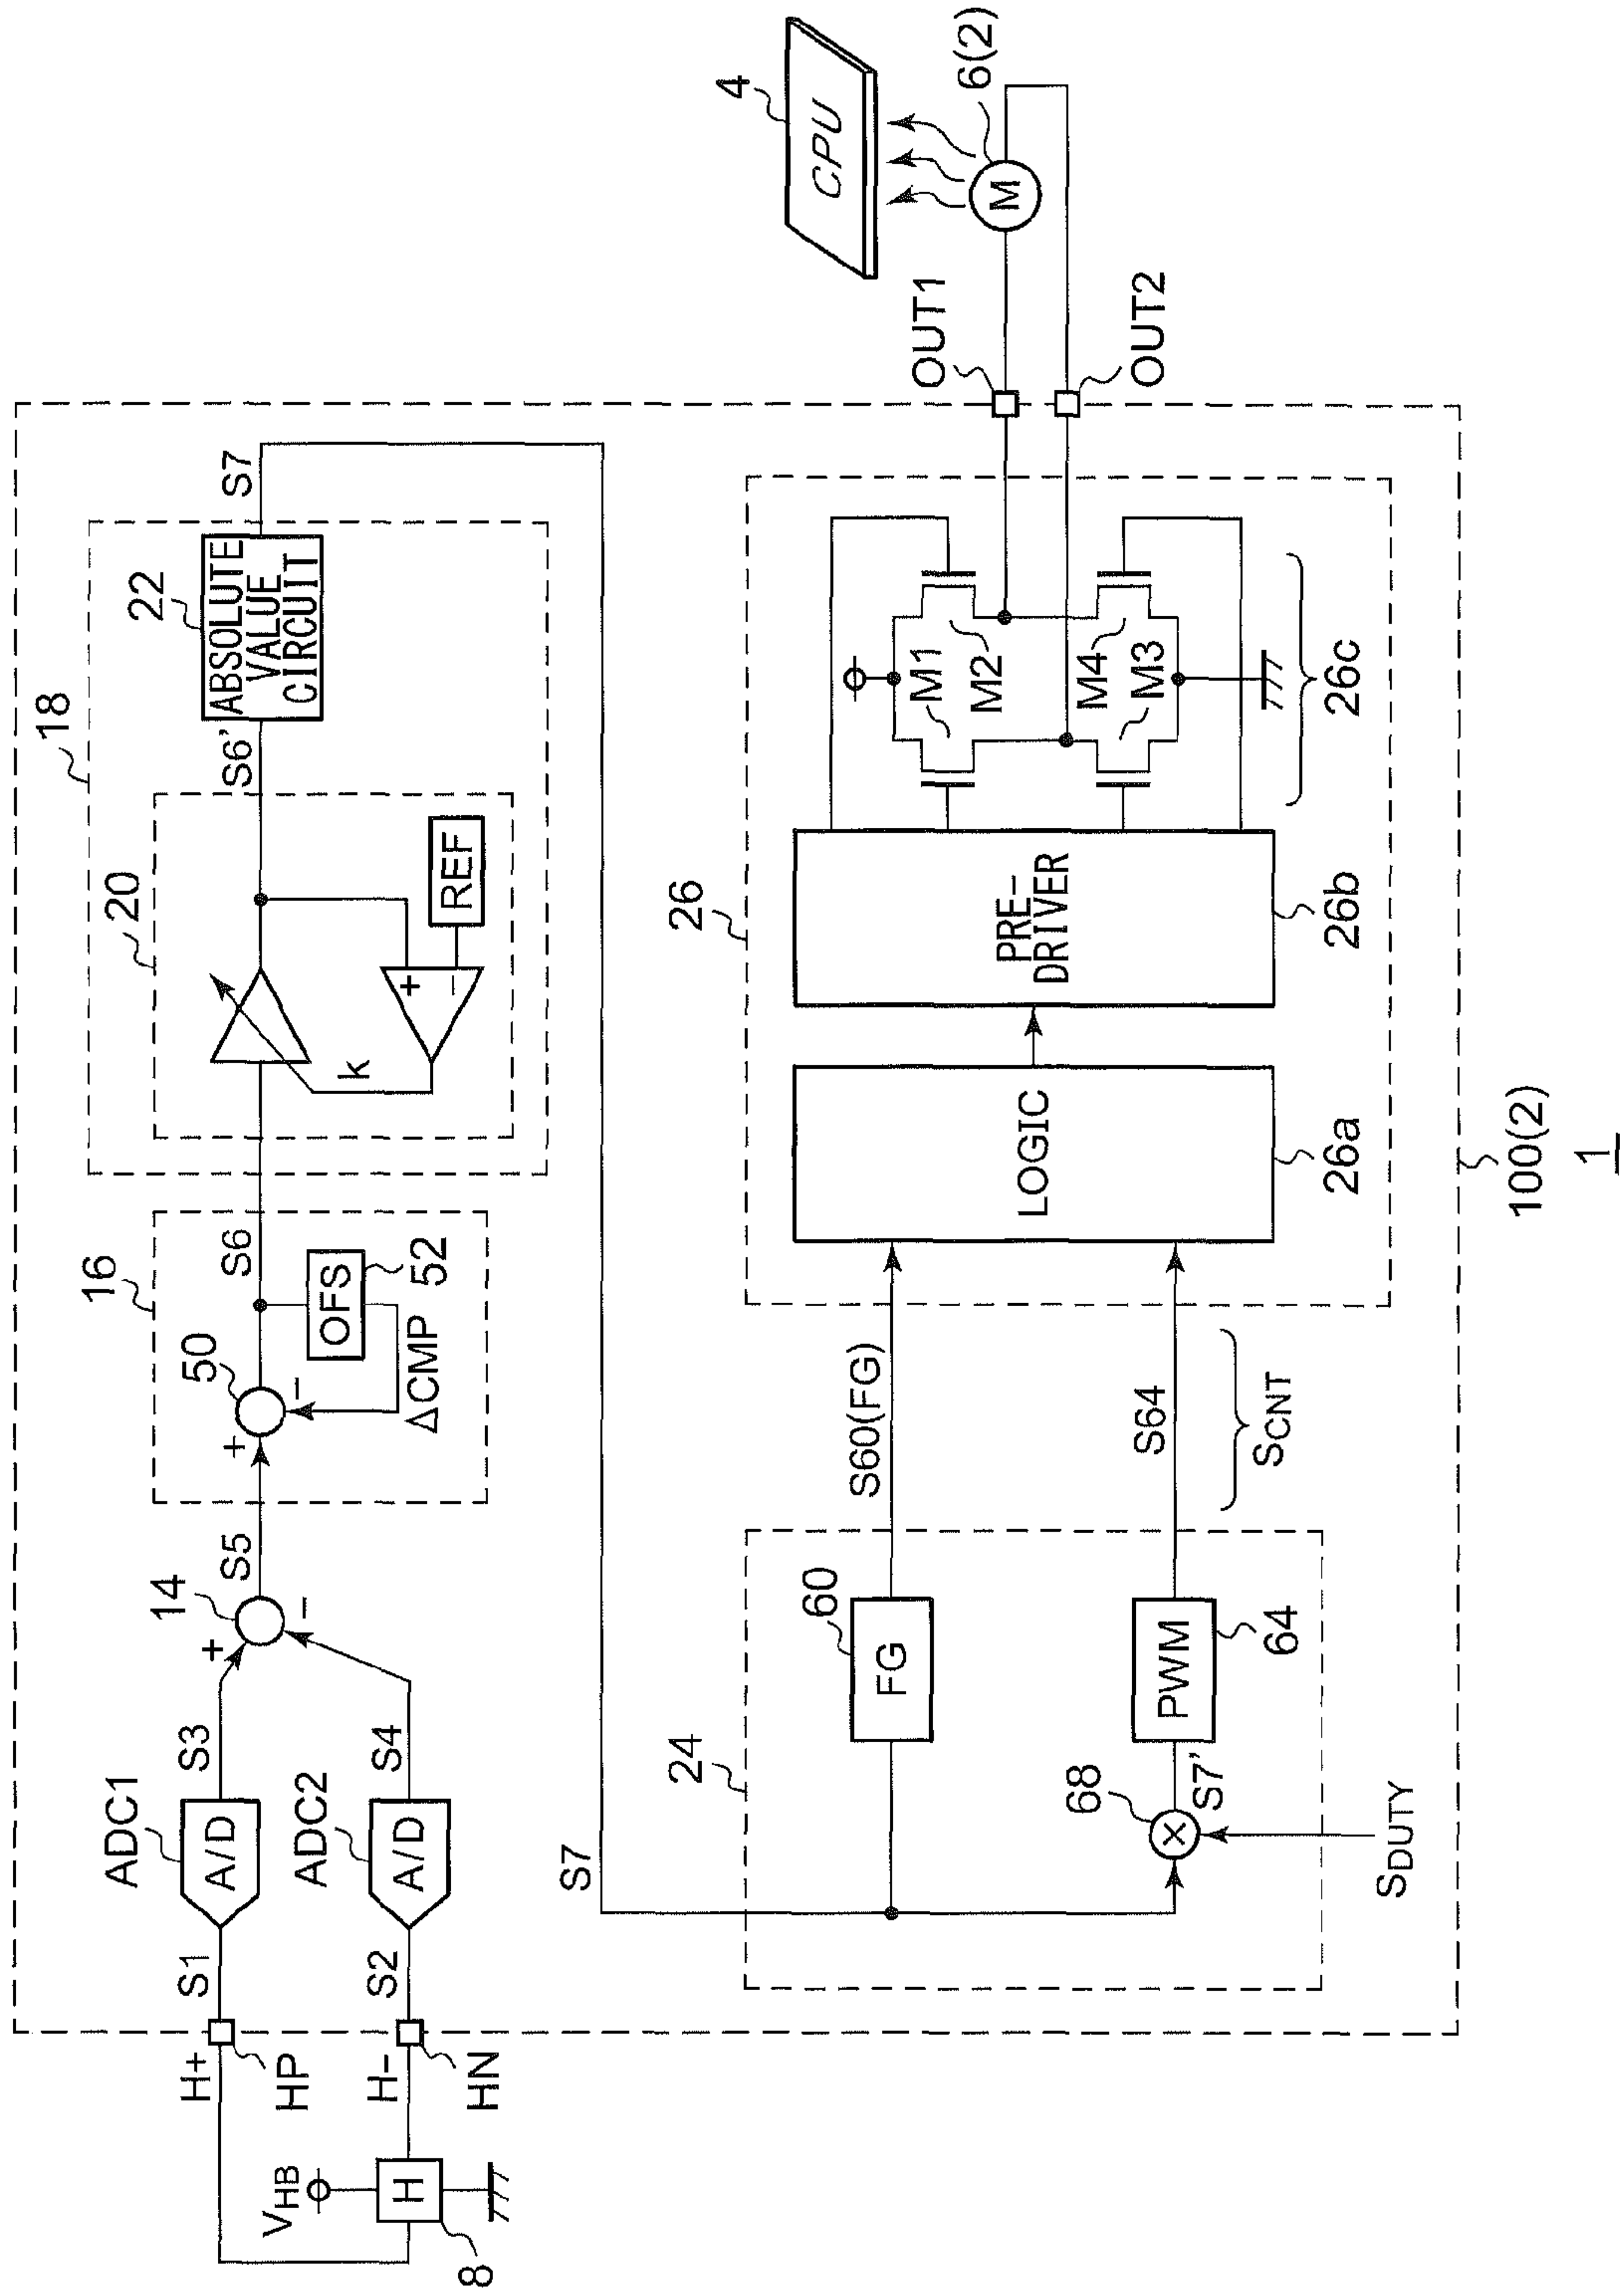 18
22
ABSOLUTE
VALUE
CIRCUIT
S7
20
S6'
REF
+
−
k
16
50
S6
OFS
52
ΔCMP
+
−
14
S5
+
−
ADC1
A/D
S3
ADC2
A/D
S4
S1
S2
H+
HP
H-
HN
VHB
H
8
S7
24
60
FG
68
S7'
PWM
64
SDUTY
S60(FG)
S64
SCNT
26
LOGIC
26a
PRE-
DRIVER
26b
M1
M2
M4
M3
26c
OUT1
OUT2
4
CPU
M
6(2)
100(2)
1